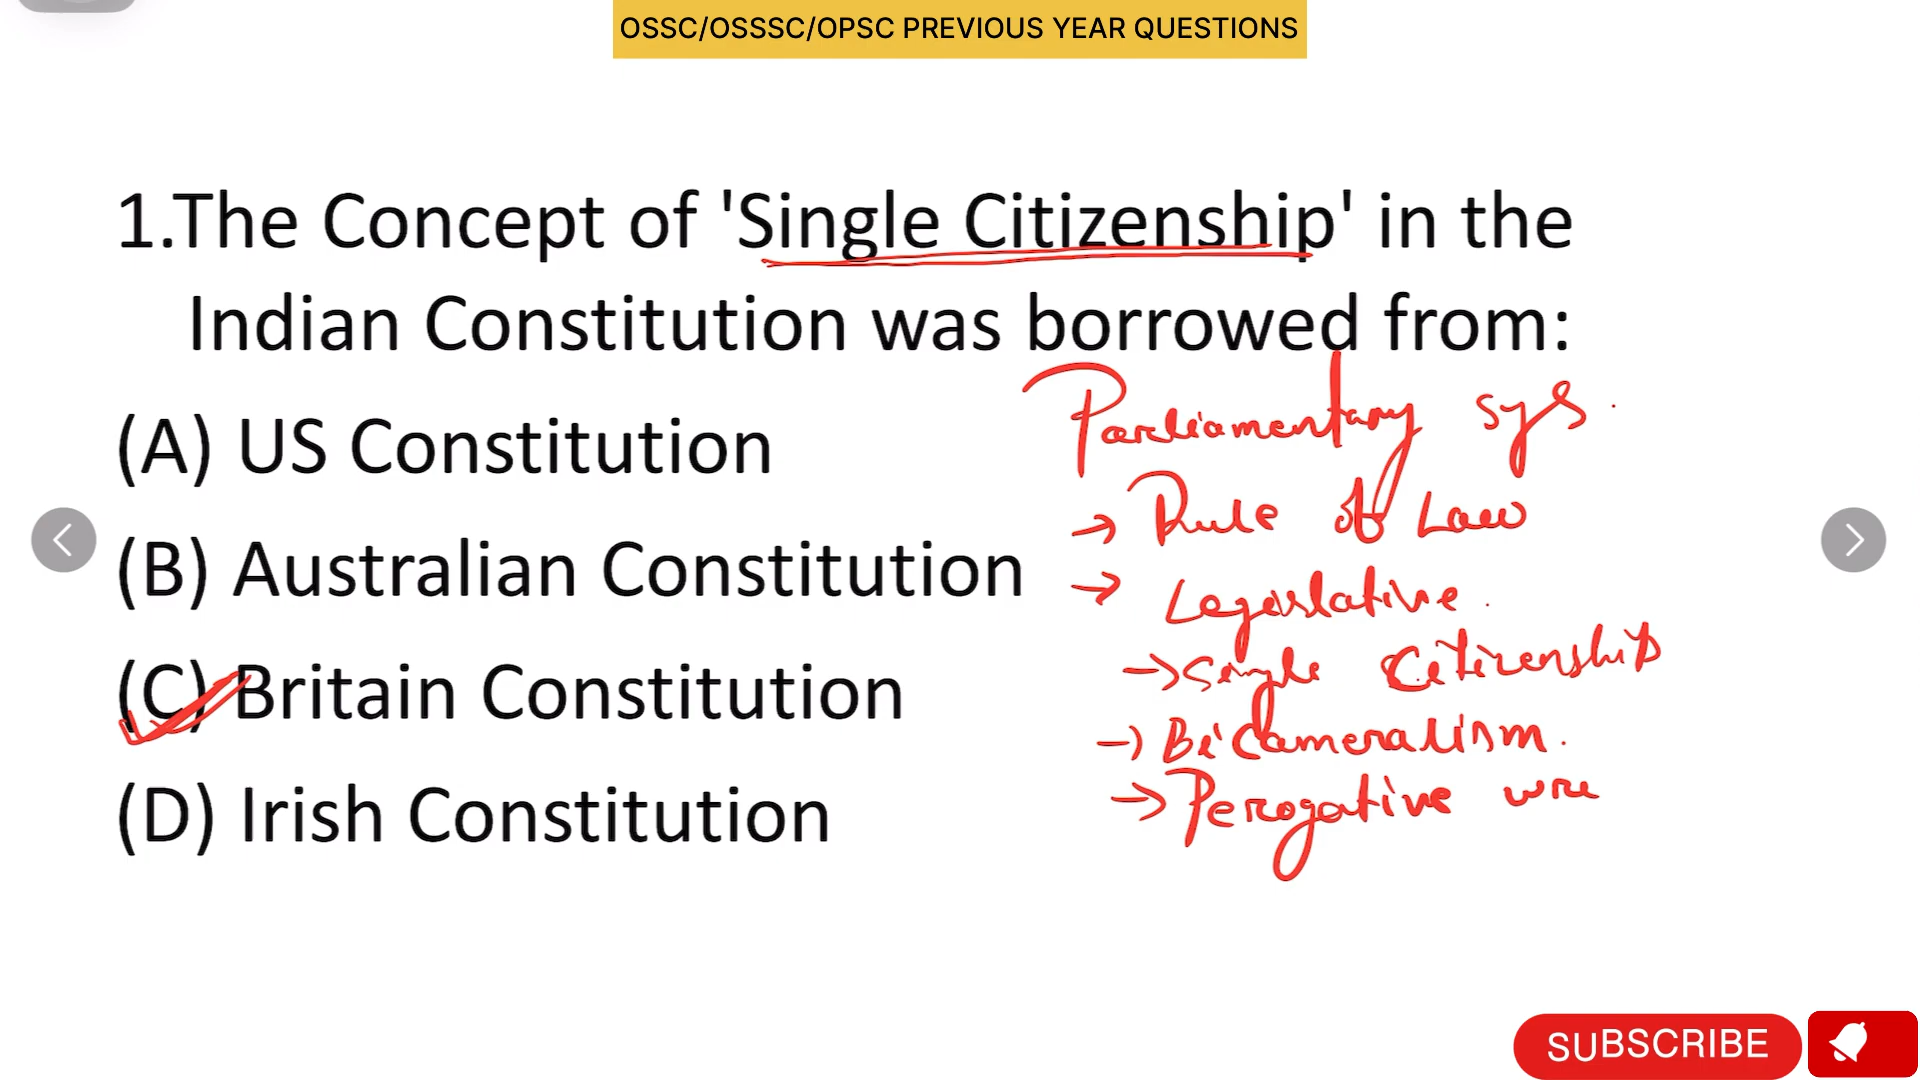 OSSC/OSSSC/OPSC PREVIOUS YEAR QUESTIONS
1.The Concept of 'Single Citizenship' in the
Indian Constitution was borrowed from:
(A) US Constitution
(B) Australian Constitution
(C) Britain Constitution
(D) Irish Constitution
Parliamentary sys.
→ Rule of Law
→ Legislative.
→ Single Citizenship
→ Bicameralism.
→ Perogative
SUBSCRIBE